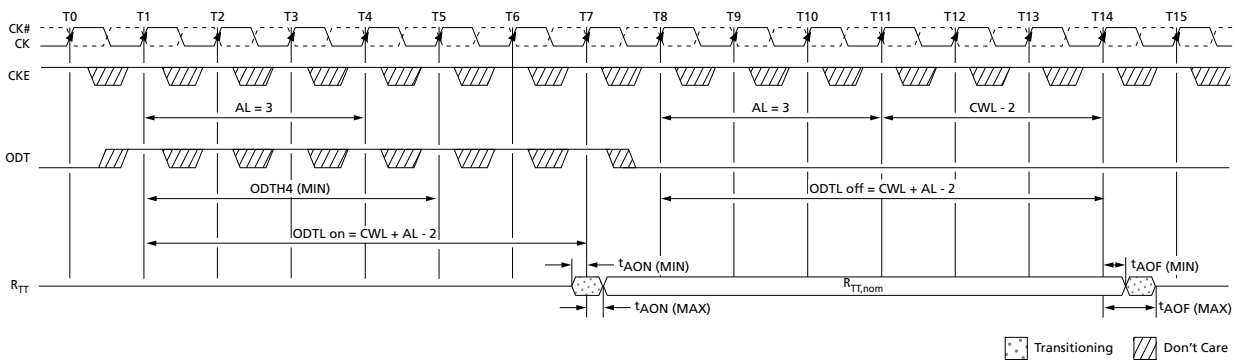 T0 T1 T2 T3 T4 T5 T6 T7 T8 T9 T10 T11 T12 T13 T14 T15
CK#
CK
CKE
AL = 3 AL = 3 CWL - 2
ODT
ODTH4 (MIN) ODTL off = CWL + AL - 2
ODTL on = CWL + AL - 2
tAON (MIN) tAOF (MIN)
RTT RTT,nom
tAON (MAX) tAOF (MAX)
Transitioning Don't Care